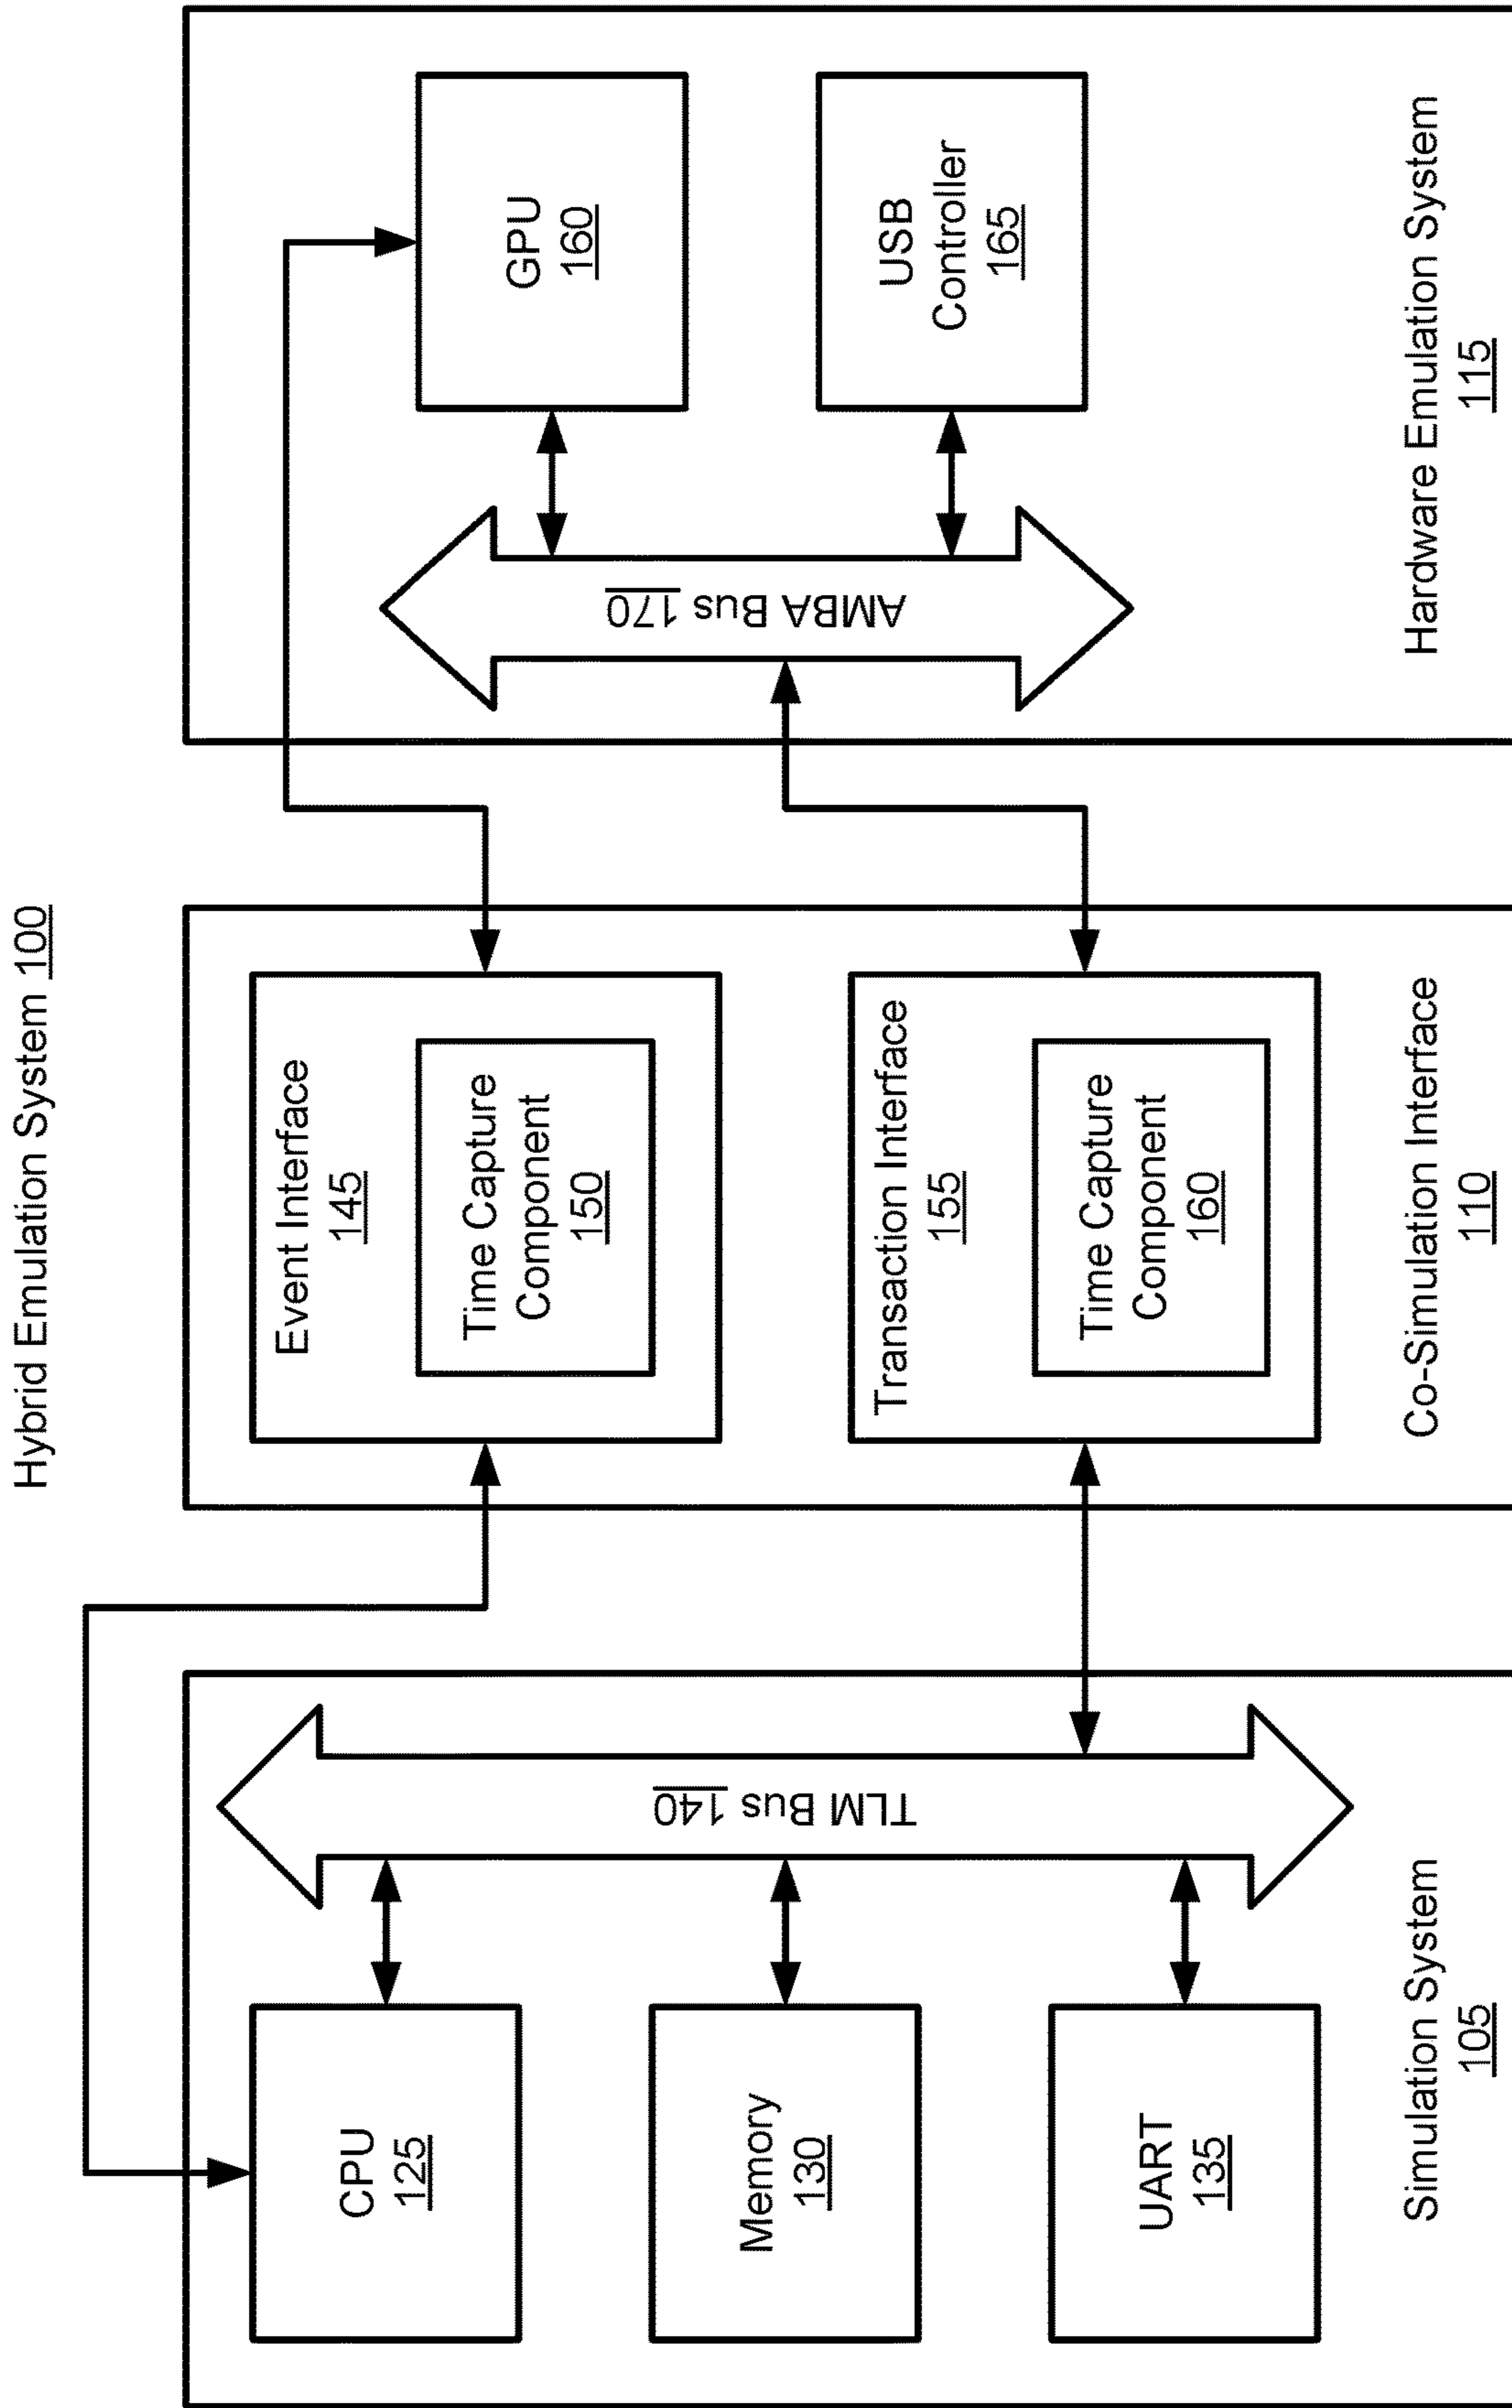 Hybrid Emulation System 100
CPU
125
Memory
130
UART
135
TLM Bus 140
Simulation System
105
Event Interface
145
Time Capture
Component
150
Transaction Interface
155
Time Capture
Component
160
Co-Simulation Interface
110
AMBA Bus 170
GPU
160
USB
Controller
165
Hardware Emulation System
115